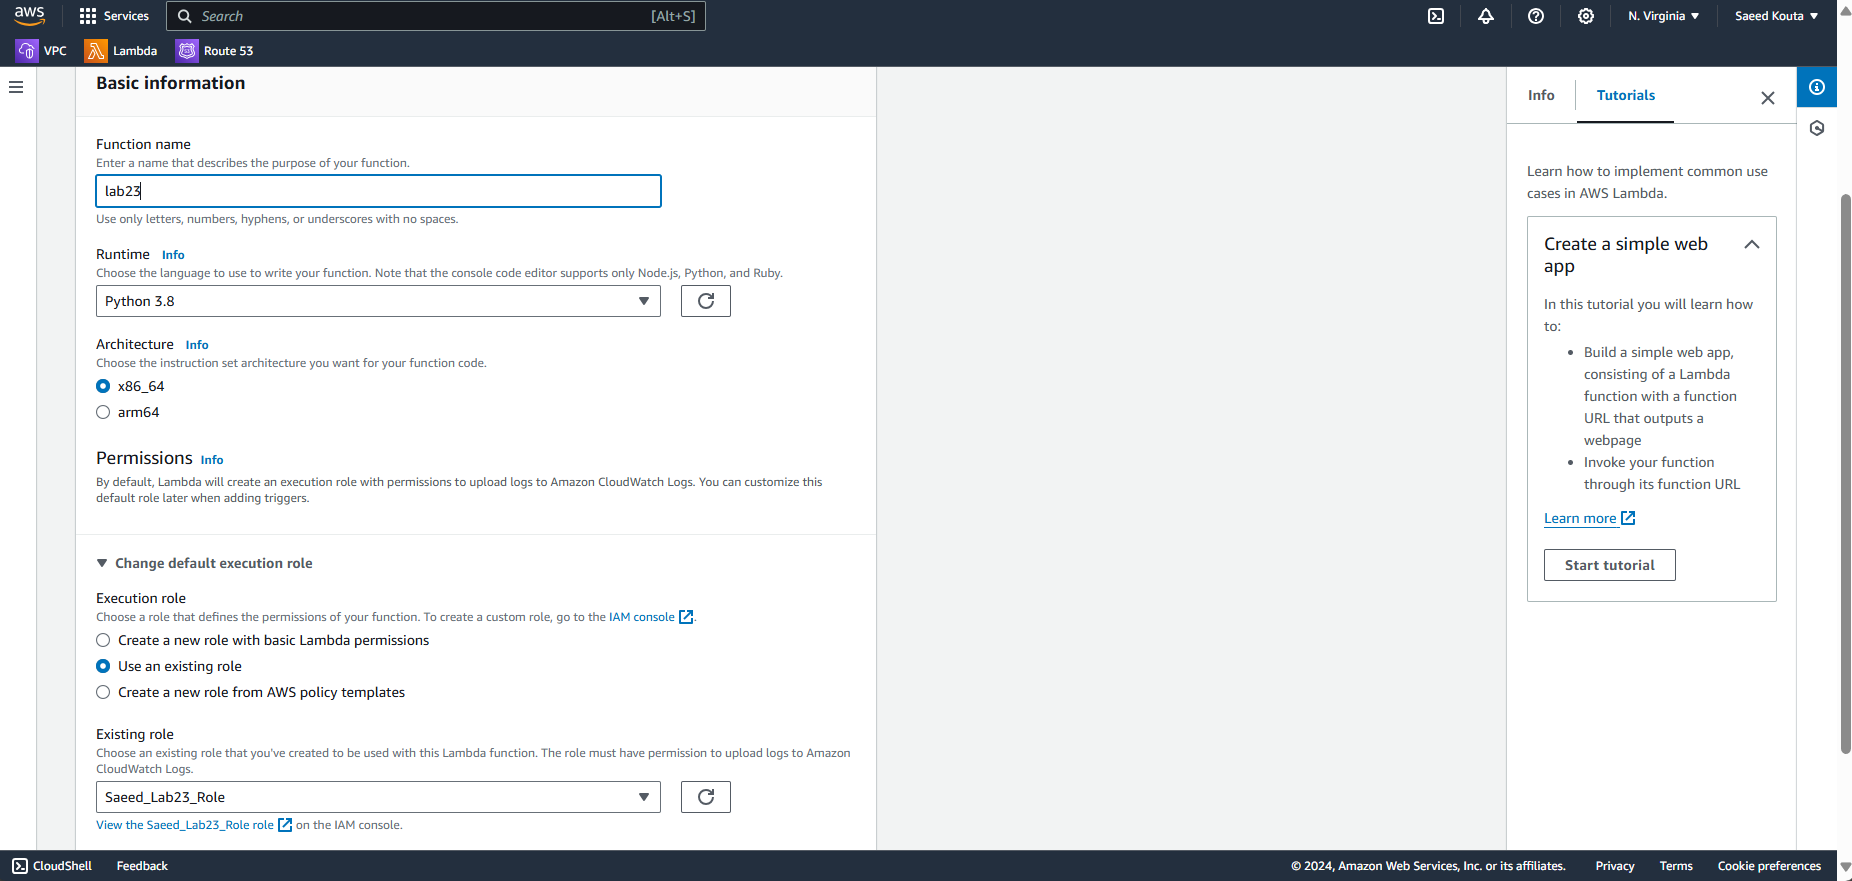 aws
Services
Search
[Alt+S]
N. Virginia
Saeed Kouta
VPC
Lambda
Route 53
Basic information
Function name
Enter a name that describes the purpose of your function.
lab23
Use only letters, numbers, hyphens, or underscores with no spaces.
Runtime Info
Choose the language to use to write your function. Note that the console code editor supports only Node.js, Python, and Ruby.
Python 3.8
Architecture Info
Choose the instruction set architecture you want for your function code.
x86_64
arm64
Permissions Info
By default, Lambda will create an execution role with permissions to upload logs to Amazon CloudWatch Logs. You can customize this
default role later when adding triggers.
Change default execution role
Execution role
Choose a role that defines the permissions of your function. To create a custom role, go to the IAM console.
Create a new role with basic Lambda permissions
Use an existing role
Create a new role from AWS policy templates
Existing role
Choose an existing role that you've created to be used with this Lambda function. The role must have permission to upload logs to Amazon
CloudWatch Logs.
Saeed_Lab23_Role
View the Saeed_Lab23_Role role on the IAM console.
Info
Tutorials
Learn how to implement common use
cases in AWS Lambda.
Create a simple web
app
In this tutorial you will learn how
to:
• Build a simple web app,
consisting of a Lambda
function with a function
URL that outputs a
webpage
• Invoke your function
through its function URL
Learn more
Start tutorial
CloudShell
Feedback
© 2024, Amazon Web Services, Inc. or its affiliates.
Privacy
Terms
Cookie preferences